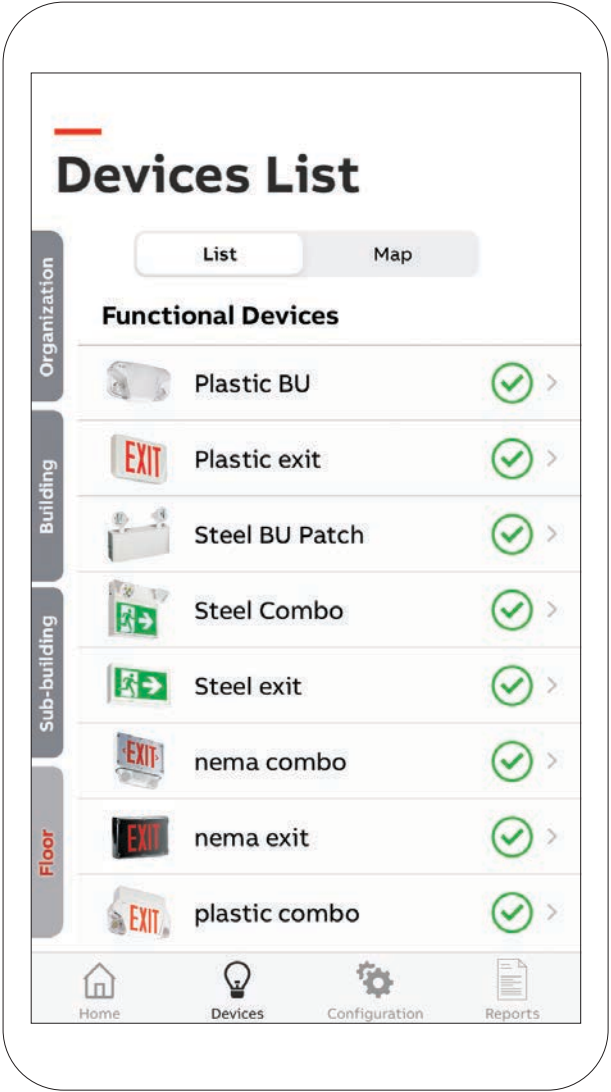 Devices List
List
Map
Organization
Building
Sub-building
Floor
Functional Devices
Plastic BU
EXIT
Plastic exit
Steel BU Patch
Steel Combo
Steel exit
EXIT
nema combo
EXIT
nema exit
EXIT
plastic combo
Home
Devices
Configuration
Reports